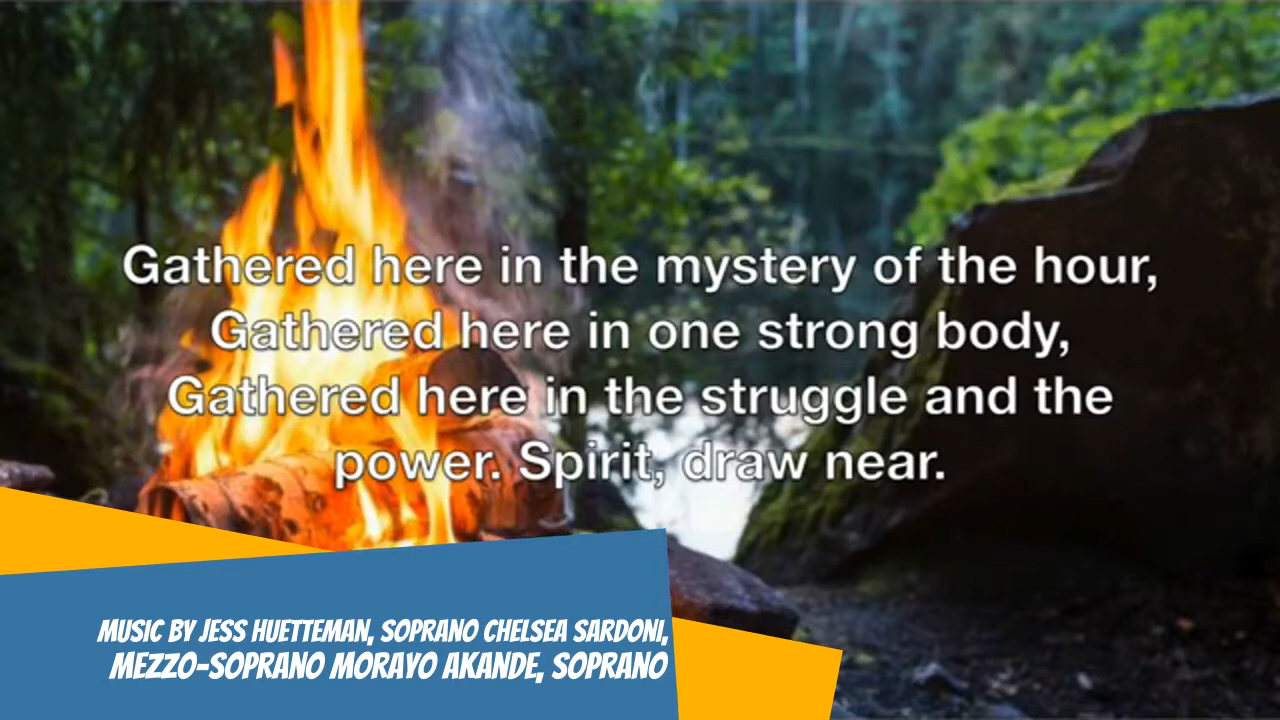 Gathered here in the mystery of the hour,
Gathered here in one strong body,
Gathered here in the struggle and the
power. Spirit, draw near.
MUSIC BY JESS HUETTEMAN, SOPRANO CHELSEA SARDONI,
MEZZO-SOPRANO MORAYO AKANDE, SOPRANO